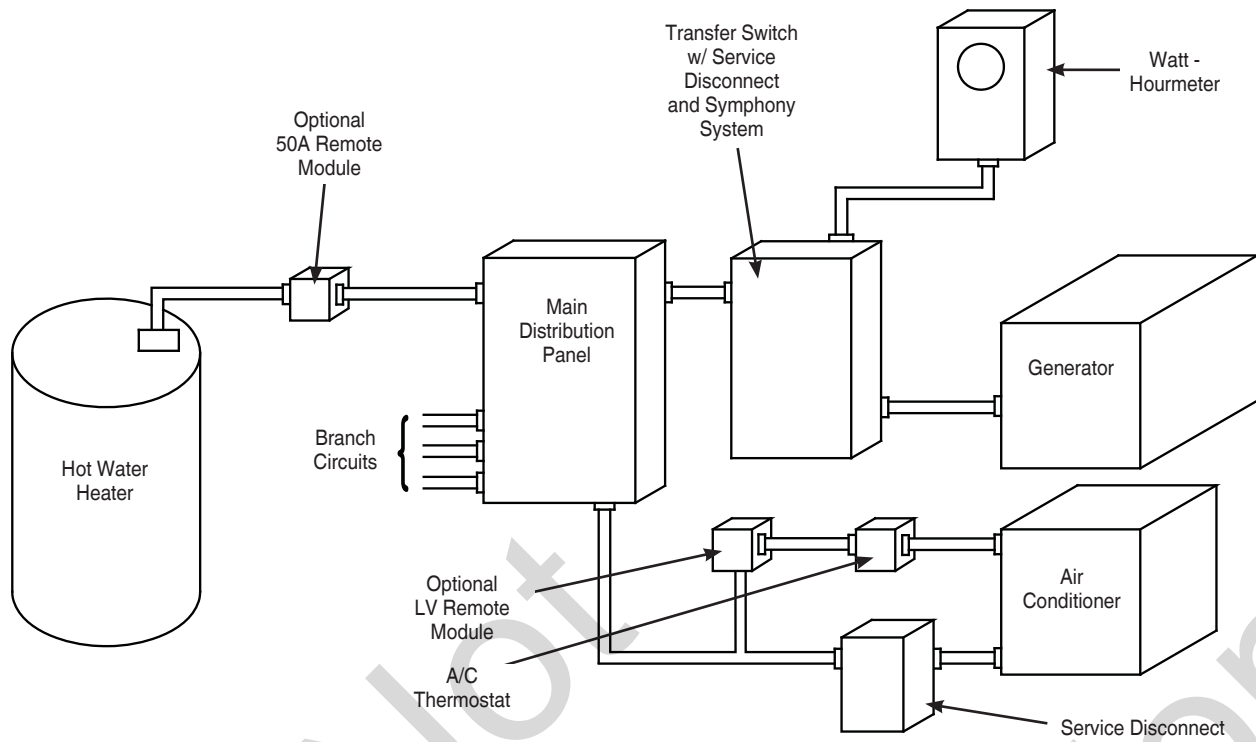 Transfer Switch
w/ Service
Disconnect
and Symphony
System
Watt -
Hourmeter
Optional
50A Remote
Module
Main
Distribution
Panel
Generator
Branch
Circuits
Hot Water
Heater
Optional
LV Remote
Module
Air
Conditioner
A/C
Thermostat
Service Disconnect
Not